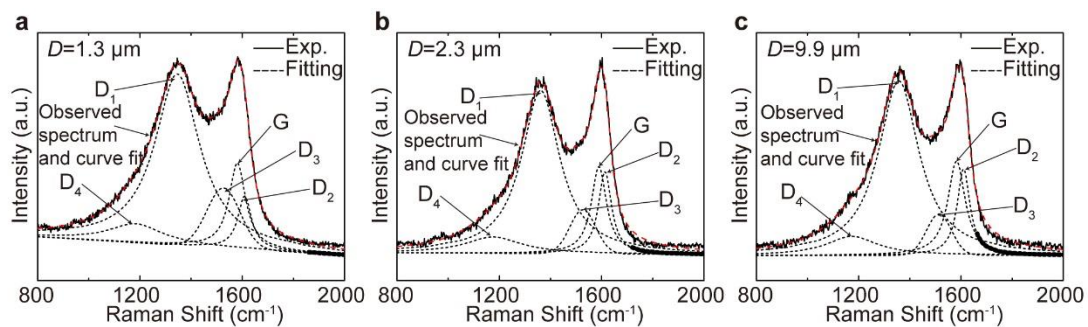 a
D=1.3 μm
Exp.
Fitting
D₁
Observed
spectrum
and curve fit
G
D₃
D₄
D₂
Intensity (a.u.)
800 1200 1600 2000
Raman Shift (cm⁻¹)
b
D=2.3 μm
Exp.
Fitting
D₁
Observed
spectrum
and curve fit
G
D₂
D₄
D₃
Intensity (a.u.)
800 1200 1600 2000
Raman Shift (cm⁻¹)
c
D=9.9 μm
Exp.
Fitting
D₁
Observed
spectrum
and curve fit
G
D₂
D₄
D₃
Intensity (a.u.)
800 1200 1600 2000
Raman Shift (cm⁻¹)